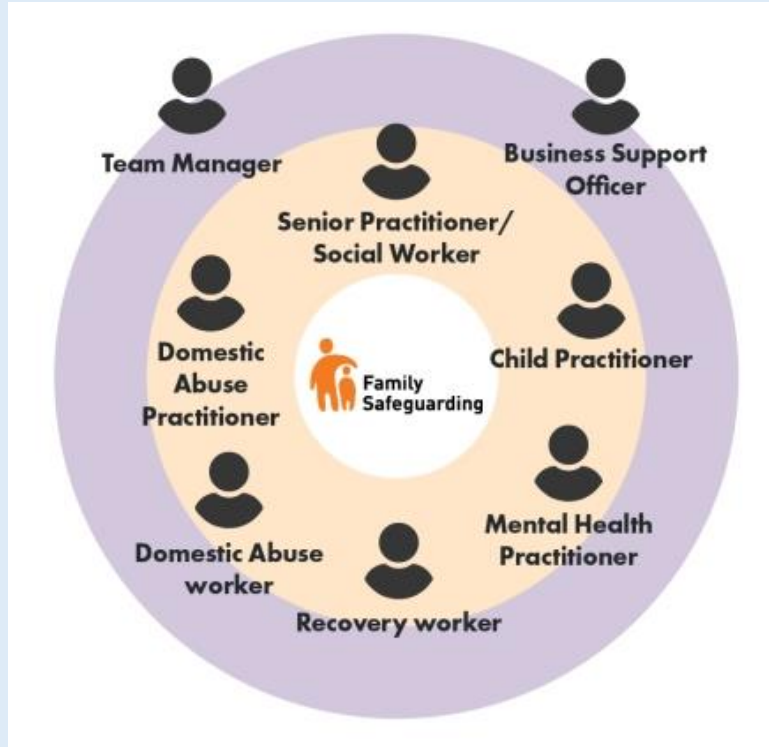 Team Manager
Business Support
Officer
Senior Practitioner/
Social Worker
Domestic
Abuse
Practitioner
Child Practitioner
Family
Safeguarding
Domestic Abuse
worker
Mental Health
Practitioner
Recovery worker